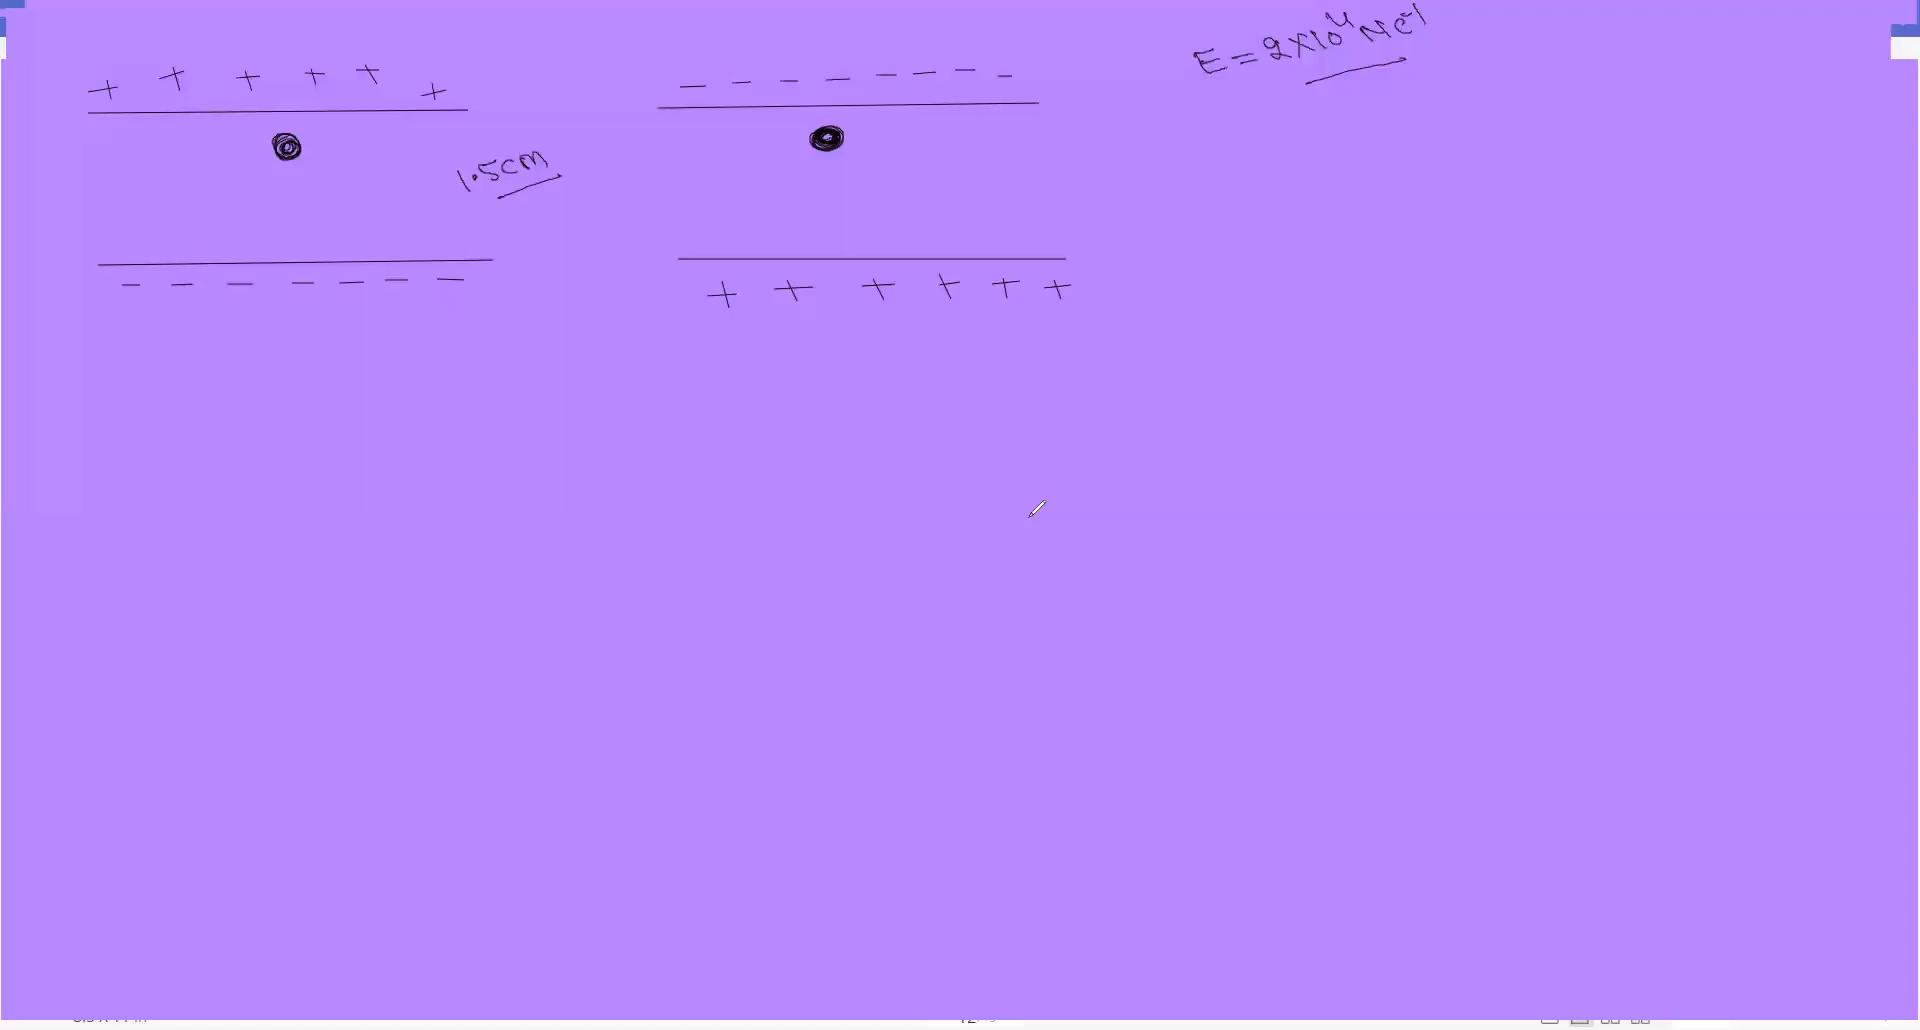 + + + + + +
- - - - - - - -
E = 2×10⁴ NC⁻¹
1.5cm
- - - - - - -
+ + + + + +